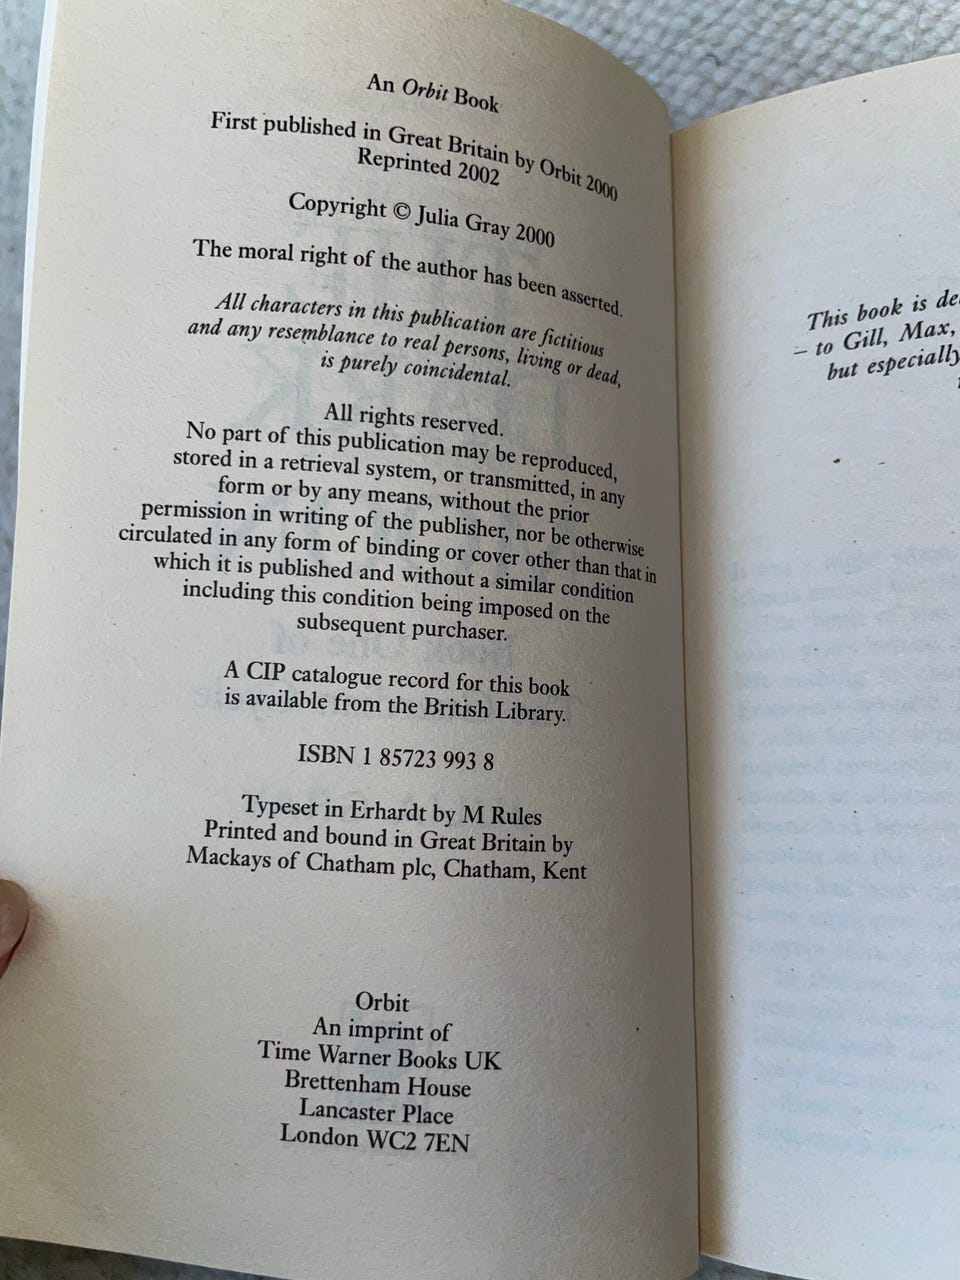 An Orbit Book
First published in Great Britain by Orbit 2000
Reprinted 2002
Copyright © Julia Gray 2000
The moral right of the author has been asserted.
All characters in this publication are fictitious
and any resemblance to real persons, living or dead,
is purely coincidental.
All rights reserved.
No part of this publication may be reproduced,
stored in a retrieval system, or transmitted, in any
form or by any means, without the prior
permission in writing of the publisher, nor be otherwise
circulated in any form of binding or cover other than that in
which it is published and without a similar condition
including this condition being imposed on the
subsequent purchaser.
A CIP catalogue record for this book
is available from the British Library.
ISBN 1 85723 993 8
Typeset in Erhardt by M Rules
Printed and bound in Great Britain by
Mackays of Chatham plc, Chatham, Kent
Orbit
An imprint of
Time Warner Books UK
Brettenham House
Lancaster Place
London WC2 7EN
This book is
– to Gill, Max,
but especially